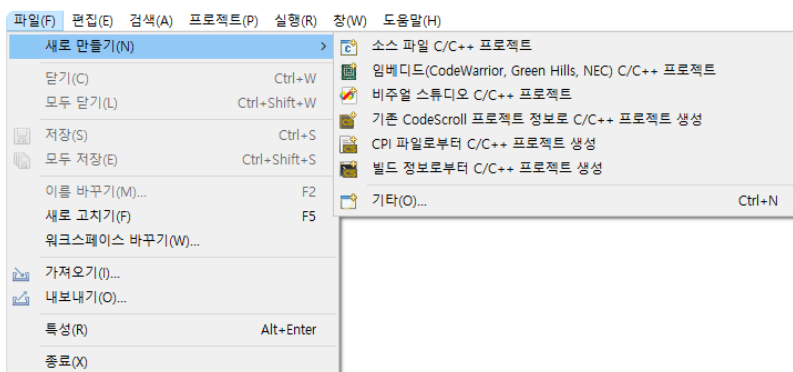 파일(F) 편집(E) 검색(A) 프로젝트(P) 실행(R) 창(W) 도움말(H)
새로 만들기(N) >
닫기(C) Ctrl+W
모두 닫기(L) Ctrl+Shift+W
저장(S) Ctrl+S
모두 저장(E) Ctrl+Shift+S
이름 바꾸기(M)... F2
새로 고치기(F) F5
워크스페이스 바꾸기(W)...
가져오기(I)...
내보내기(O)...
특성(R) Alt+Enter
종료(X)
소스 파일 C/C++ 프로젝트
임베디드(CodeWarrior, Green Hills, NEC) C/C++ 프로젝트
비주얼 스튜디오 C/C++ 프로젝트
기존 CodeScroll 프로젝트 정보로 C/C++ 프로젝트 생성
CPI 파일로부터 C/C++ 프로젝트 생성
빌드 정보로부터 C/C++ 프로젝트 생성
기타(O)... Ctrl+N